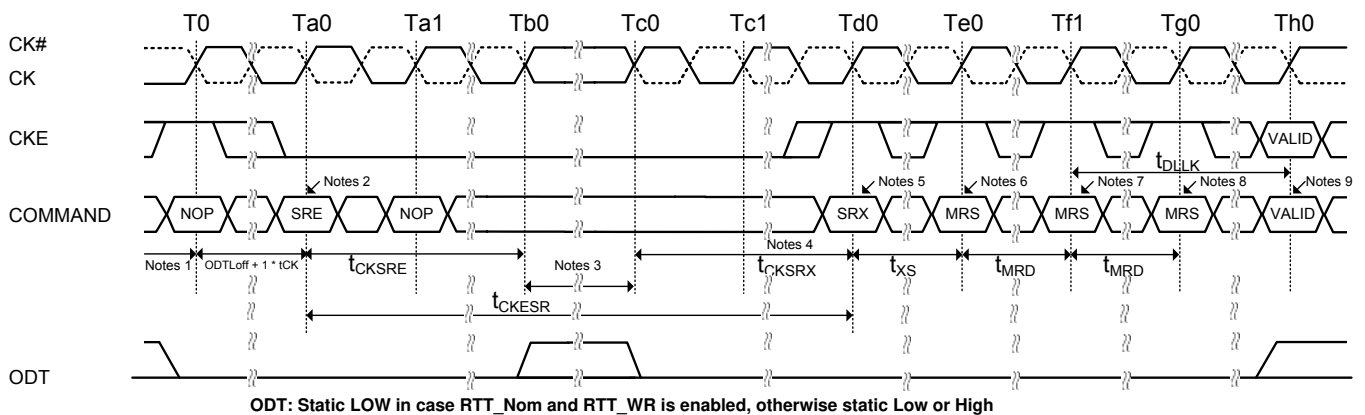 T0 Ta0 Ta1 Tb0 Tc0 Tc1 Td0 Te0 Tf1 Tg0 Th0
CK#
CK
CKE
VALID
tDLLK
Notes 2 Notes 5 Notes 6 Notes 7 Notes 8 Notes 9
COMMAND
NOP SRE NOP SRX MRS MRS MRS VALID
Notes 1 ODTLoff + 1 * tCK tCKSRE Notes 3 Notes 4 tCKSRX tXS tMRD tMRD
tCKESR
ODT
ODT: Static LOW in case RTT_Nom and RTT_WR is enabled, otherwise static Low or High